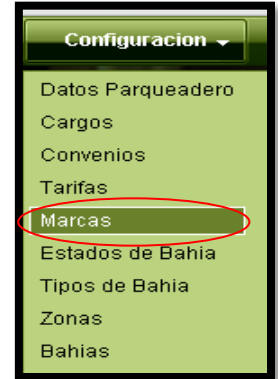 Configuracion
Datos Parqueadero
Cargos
Convenios
Tarifas
Marcas
Estados de Bahia
Tipos de Bahia
Zonas
Bahias